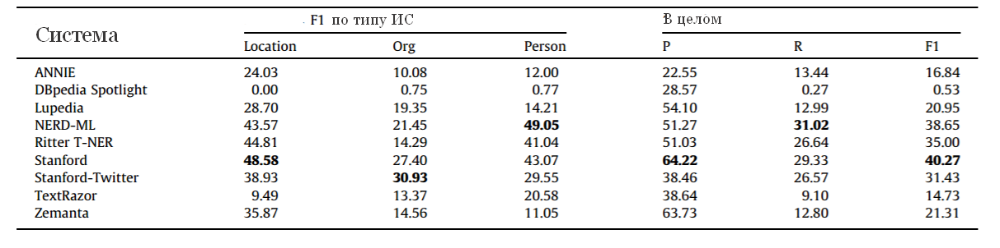 F1 по типу ИС В целом
Система
Location Org Person P R F1
ANNIE 24.03 10.08 12.00 22.55 13.44 16.84
DBpedia Spotlight 0.00 0.75 0.77 28.57 0.27 0.53
Lupedia 28.70 19.35 14.21 54.10 12.99 20.95
NERD-ML 43.57 21.45 49.05 51.27 31.02 38.65
Ritter T-NER 44.81 14.29 41.04 51.03 26.64 35.00
Stanford 48.58 27.40 43.07 64.22 29.33 40.27
Stanford-Twitter 38.93 30.93 29.55 38.46 26.57 31.43
TextRazor 9.49 13.37 20.58 38.64 9.10 14.73
Zemanta 35.87 14.56 11.05 63.73 12.80 21.31